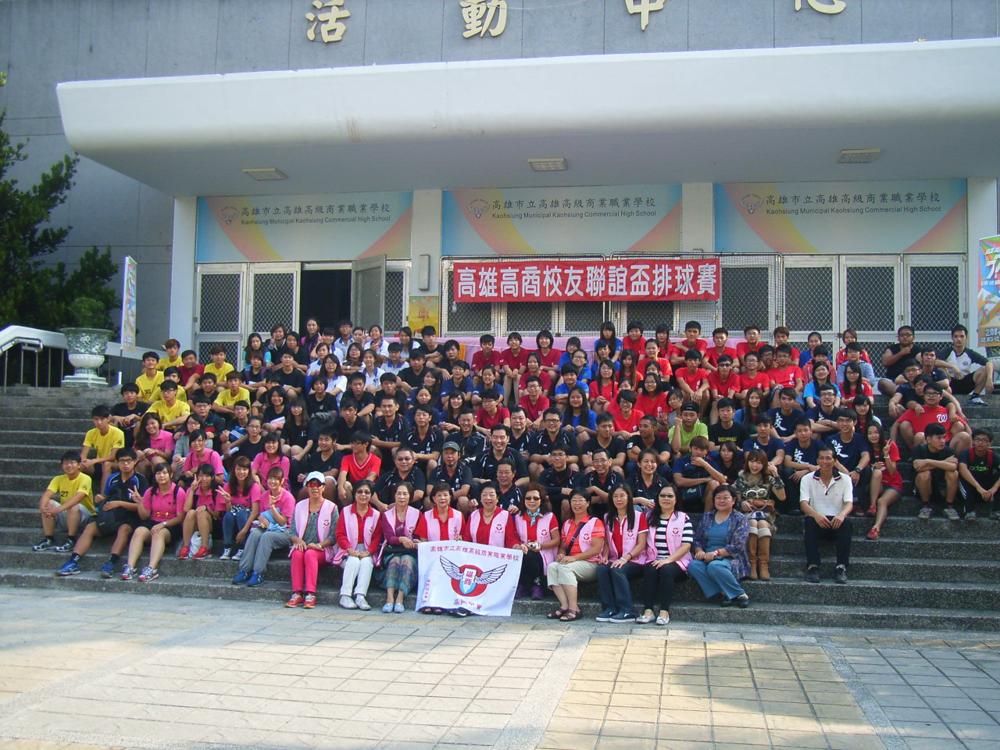 活動中心
高雄市立高雄高級商業職業學校
Kaohsiung Municipal Kaohsiung Commercial High School
高雄市立高雄高級商業職業學校
Kaohsiung Municipal Kaohsiung Commercial High School
高雄市立高雄高級商業職業學校
Kaohsiung Municipal Kaohsiung Commercial High School
高雄高商校友聯誼盃排球賽
高雄市立高雄高級商業職業學校
雄商
27
W